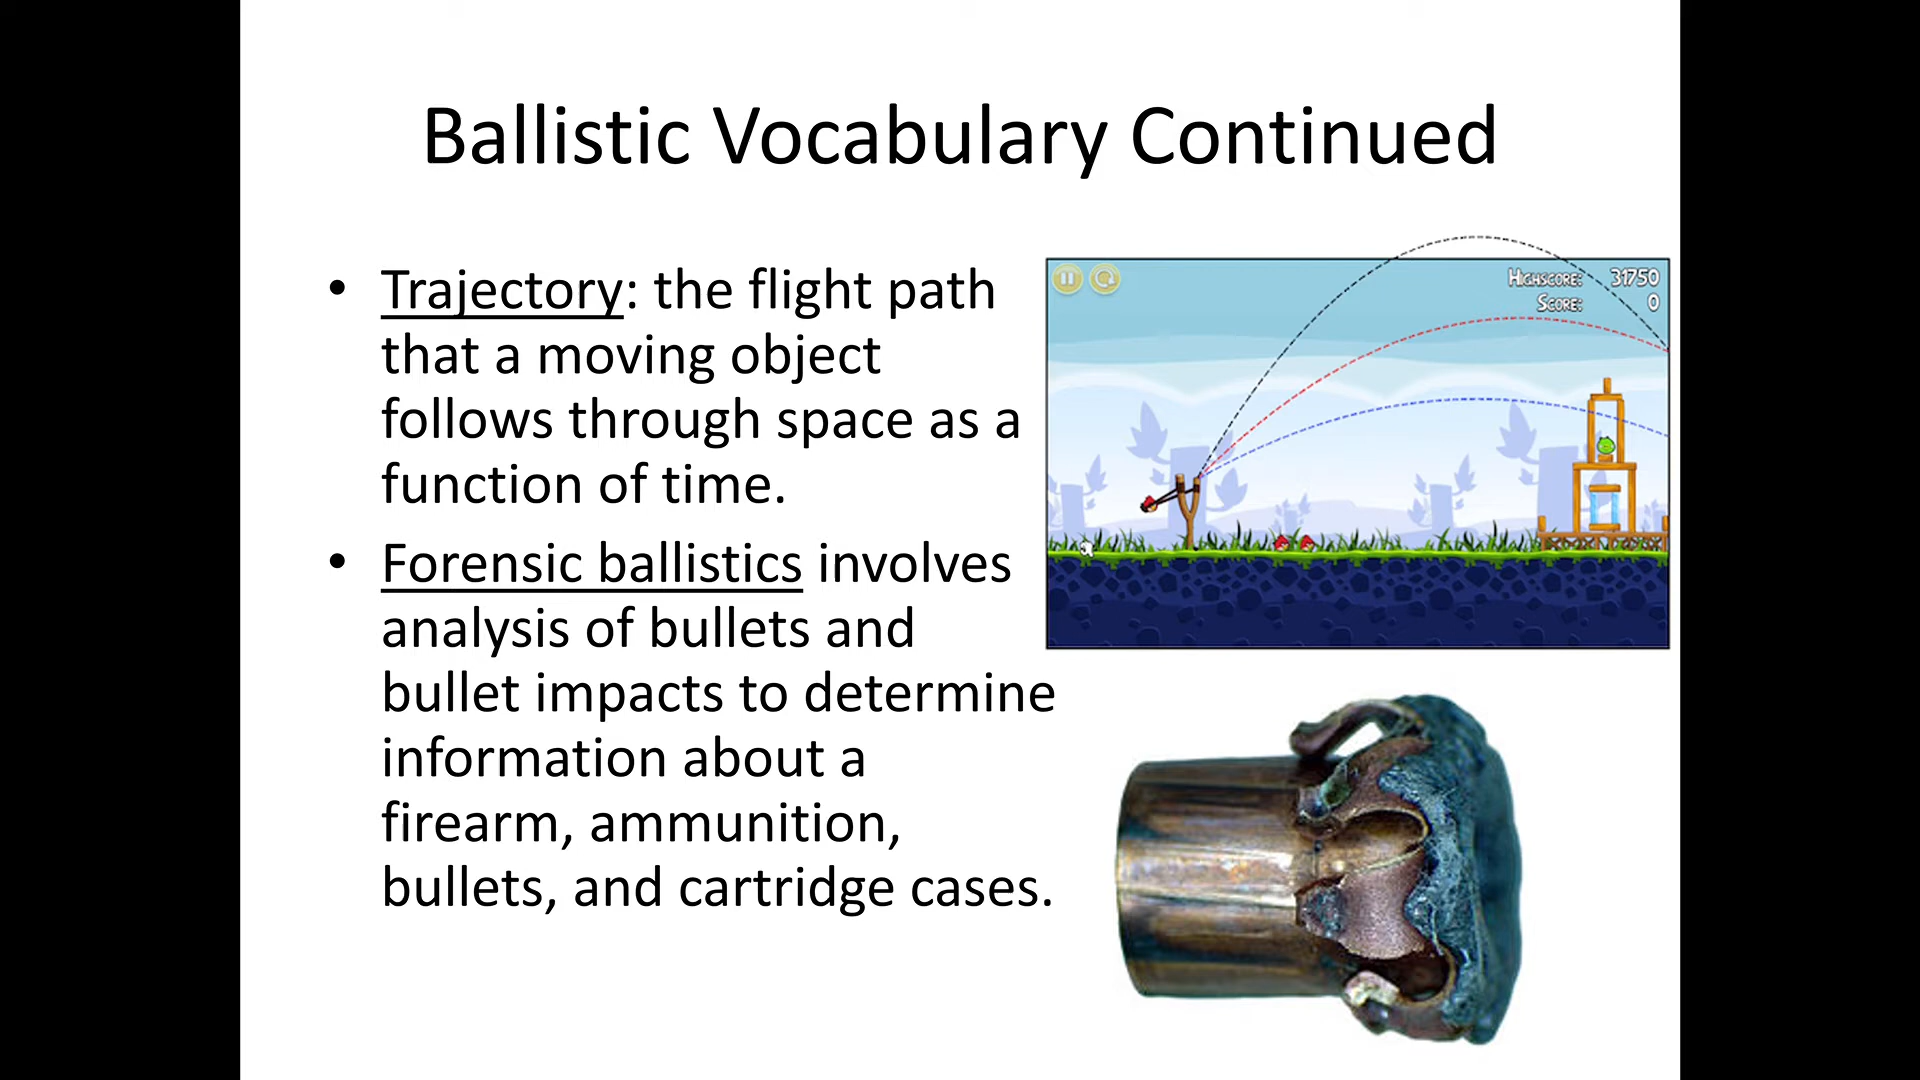 Ballistic Vocabulary Continued
• Trajectory: the flight path
that a moving object
follows through space as a
function of time.
• Forensic ballistics involves
analysis of bullets and
bullet impacts to determine
information about a
firearm, ammunition,
bullets, and cartridge cases.
Highscore: 31750
Score: 0